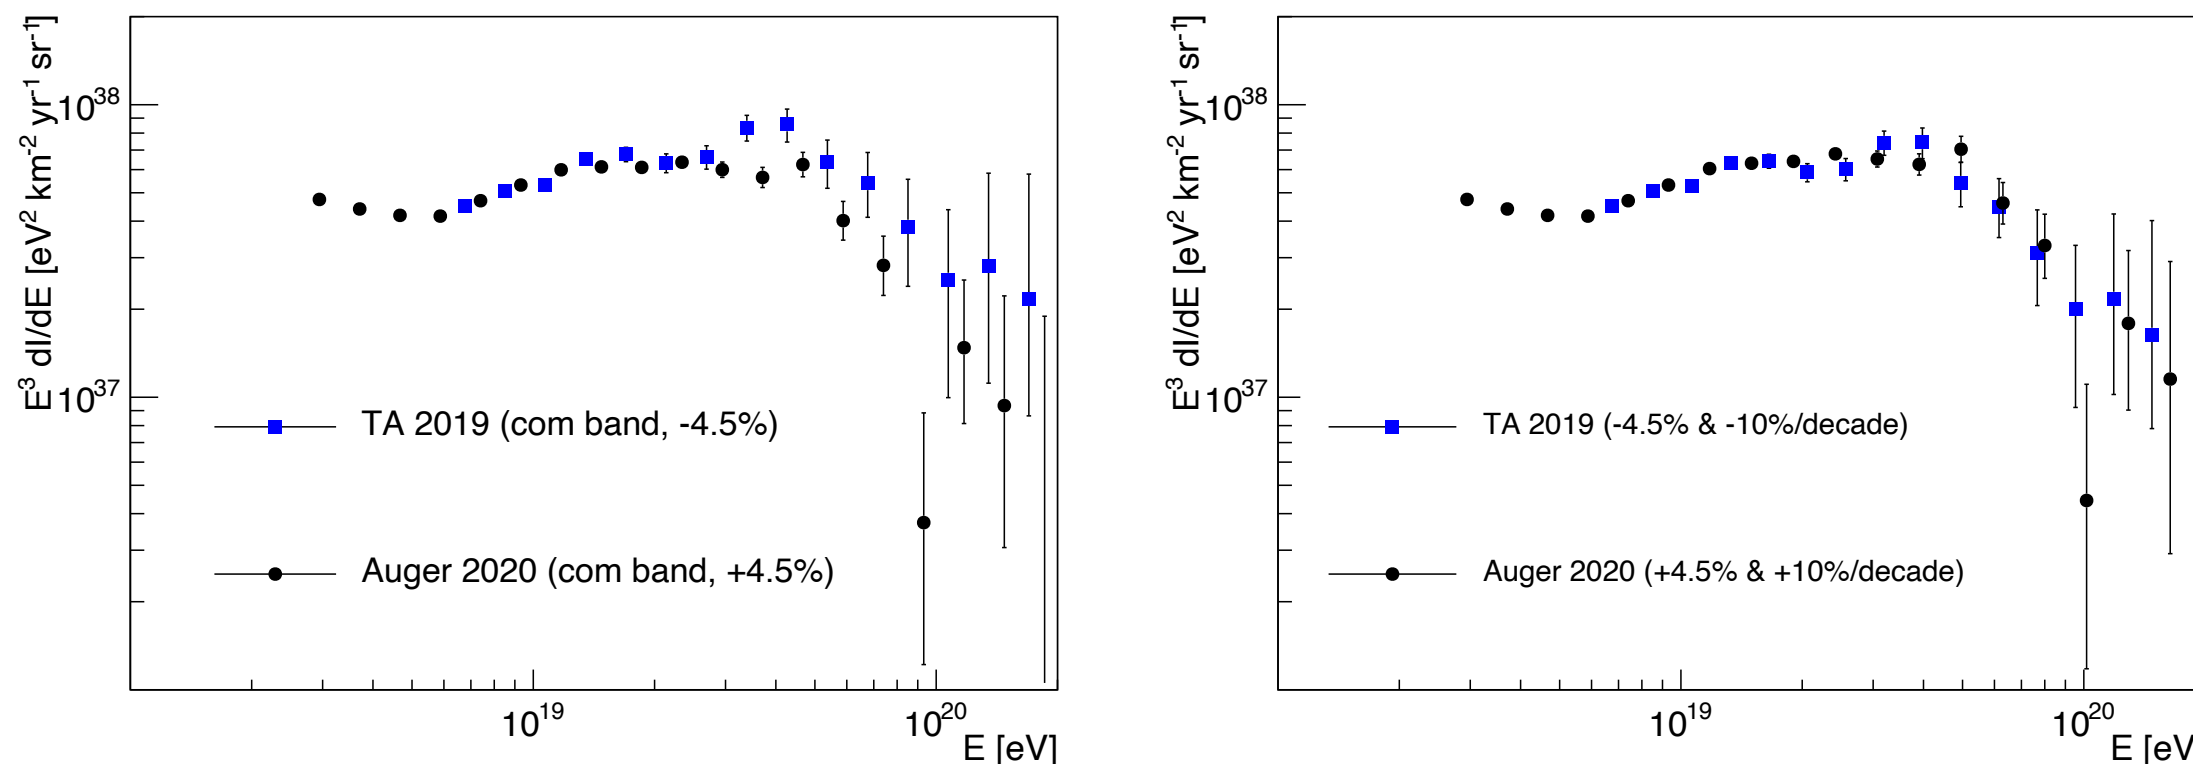 E³ dI/dE [eV² km⁻² yr⁻¹ sr⁻¹]
10³⁸
10³⁷
TA 2019 (com band, -4.5%)
Auger 2020 (com band, +4.5%)
10¹⁹
10²⁰
E [eV]
E³ dI/dE [eV² km⁻² yr⁻¹ sr⁻¹]
10³⁸
10³⁷
TA 2019 (-4.5% & -10%/decade)
Auger 2020 (+4.5% & +10%/decade)
10¹⁹
10²⁰
E [eV